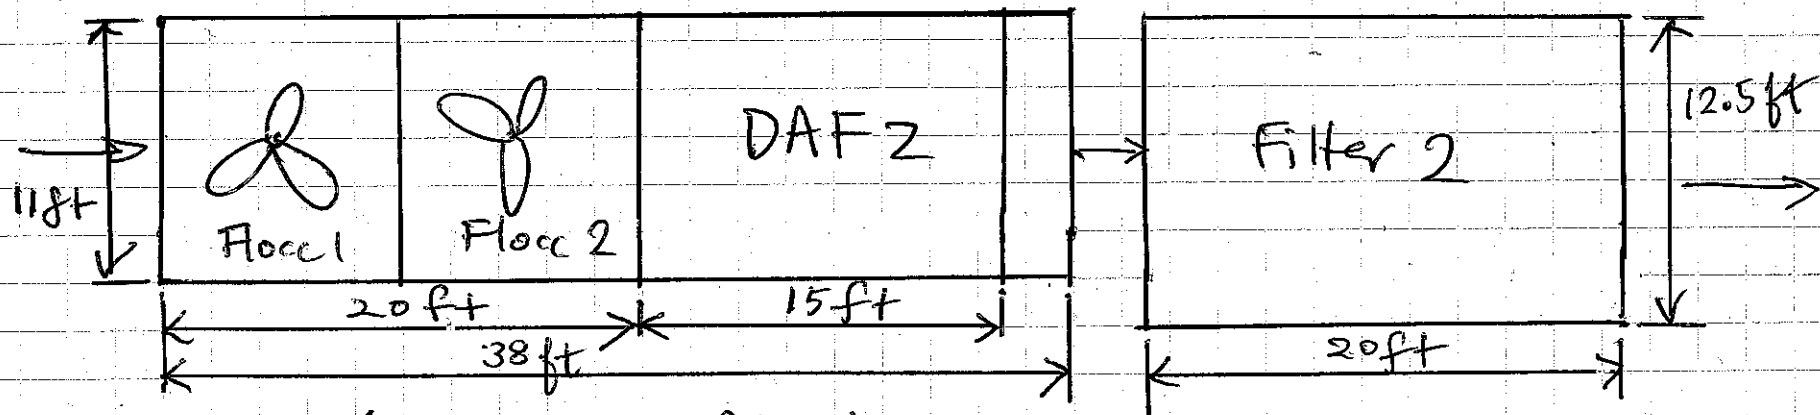 DAF 2
Filter 2
12.5ft
11ft
Flocc 1
Flocc 2
20ft
15ft
38ft
20ft